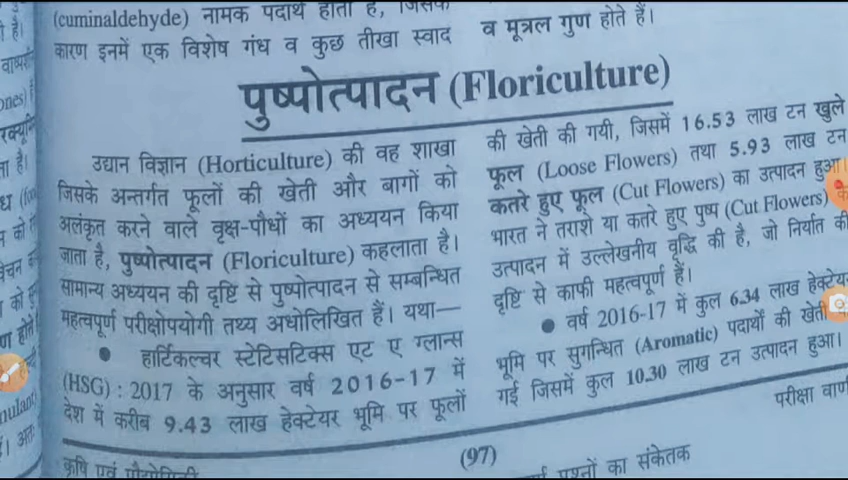 (cuminaldehyde) नामक पदार्थ होता है, जिसके
कारण इनमें एक विशेष गंध व कुछ तीखा स्वाद
व मूत्रल गुण होते हैं।
पुष्पोत्पादन (Floriculture)
उद्यान विज्ञान (Horticulture) की वह शाखा
जिसके अन्तर्गत फूलों की खेती और बागों को
अलंकृत करने वाले वृक्ष-पौधों का अध्ययन किया
जाता है, पुष्पोत्पादन (Floriculture) कहलाता है।
सामान्य अध्ययन की दृष्टि से पुष्पोत्पादन से सम्बन्धित
महत्वपूर्ण परीक्षोपयोगी तथ्य अधोलिखित हैं। यथा—
● हार्टिकल्चर स्टेटिसटिक्स एट ए ग्लान्स
(HSG) : 2017 के अनुसार वर्ष 2016-17 में
देश में करीब 9.43 लाख हेक्टेयर भूमि पर फूलों
की खेती की गयी, जिसमें 16.53 लाख टन खुले
फूल (Loose Flowers) तथा 5.93 लाख टन
कतरे हुए फूल (Cut Flowers) का उत्पादन हुआ।
भारत ने तराशे या कतरे हुए पुष्प (Cut Flowers) के
उत्पादन में उल्लेखनीय वृद्धि की है, जो निर्यात की
दृष्टि से काफी महत्वपूर्ण हैं।
● वर्ष 2016-17 में कुल 6.34 लाख हेक्टेयर
भूमि पर सुगन्धित (Aromatic) पदार्थों की खेती
गई जिसमें कुल 10.30 लाख टन उत्पादन हुआ।
परीक्षा वाणी
(97)
कृषि एवं प्रौद्योगिकी
प्रश्नों का संकेतक